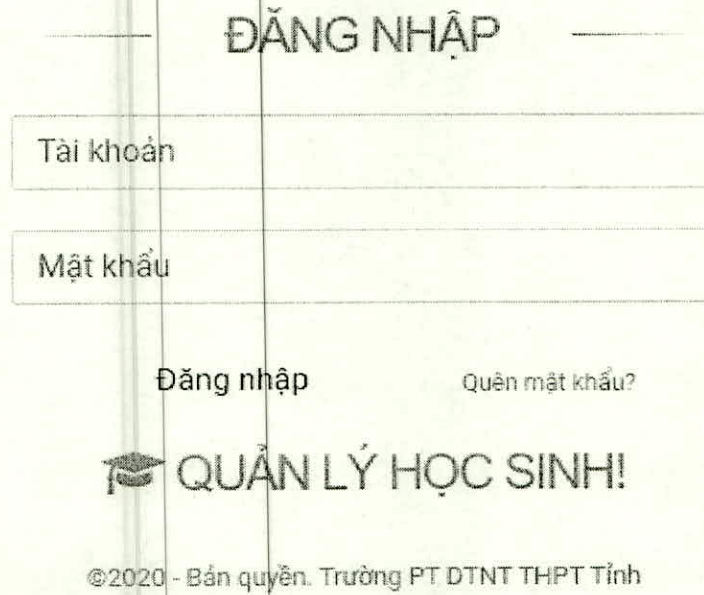 ĐĂNG NHẬP
Tài khoản
Mật khẩu
Đăng nhập Quên mật khẩu?
QUẢN LÝ HỌC SINH!
©2020 - Bản quyền. Trường PT DTNT THPT Tỉnh